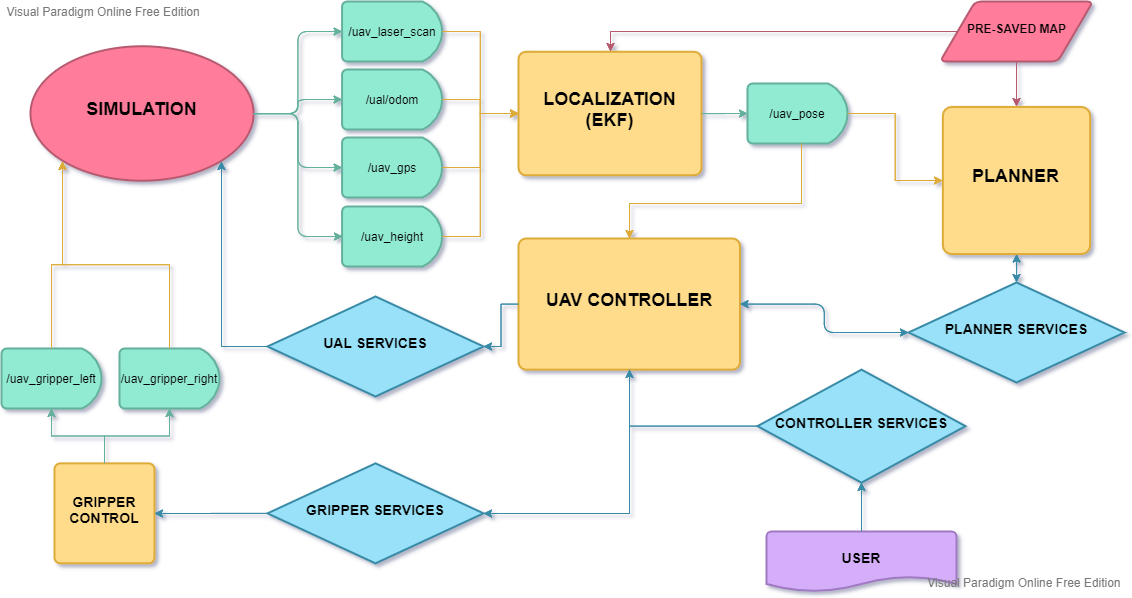 Visual Paradigm Online Free Edition
/uav_laser_scan
PRE-SAVED MAP
SIMULATION
/ual/odom
LOCALIZATION
(EKF)
/uav_pose
/uav_gps
PLANNER
/uav_height
UAV CONTROLLER
UAL SERVICES
PLANNER SERVICES
/uav_gripper_left
/uav_gripper_right
CONTROLLER SERVICES
GRIPPER
CONTROL
GRIPPER SERVICES
USER
Visual Paradigm Online Free Edition